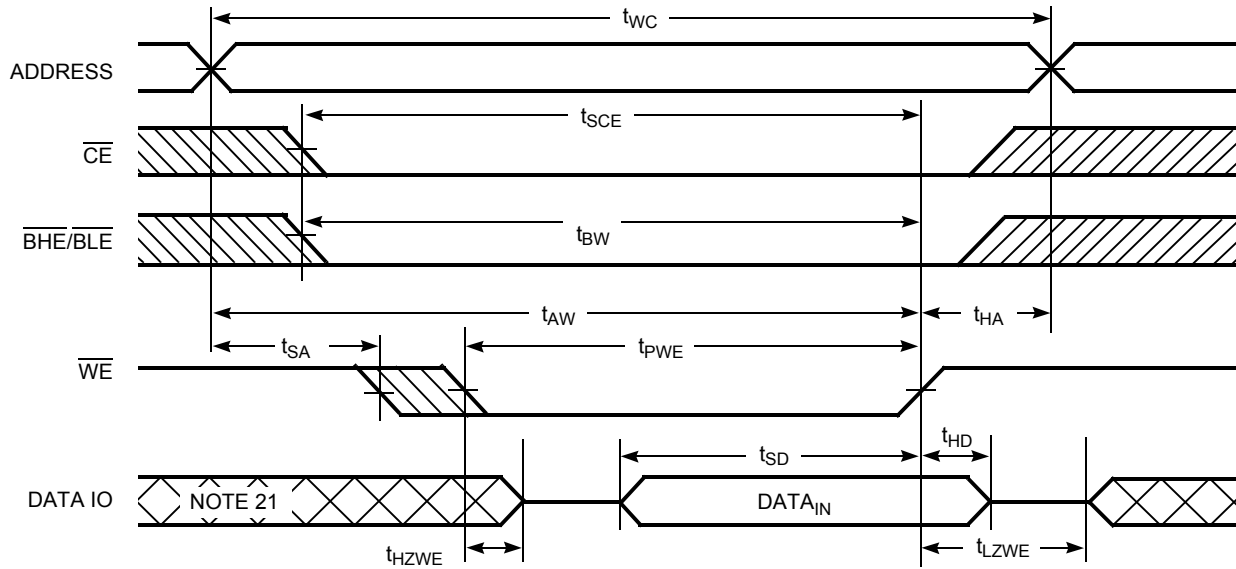 tWC
ADDRESS
tSCE
CE
tBW
BHE/BLE
tAW
tHA
tSA
tPWE
WE
tSD
tHD
DATA IO
NOTE 21
DATAIN
tHZWE
tLZWE